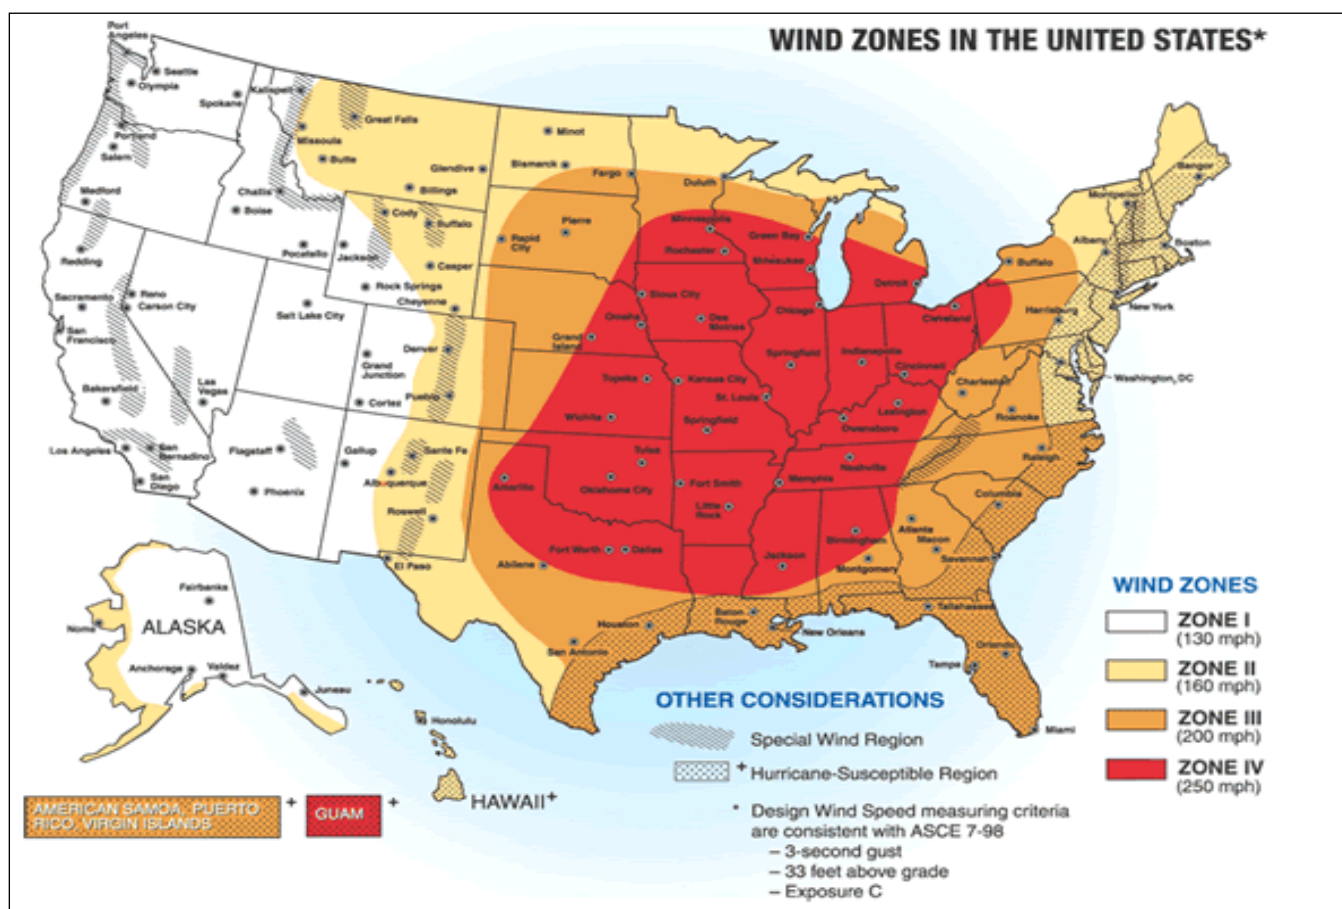 WIND ZONES IN THE UNITED STATES*
Port
Angeles
Seattle
Olympia
Spokane
Kalispell
Great Falls
Missoula
Butte
Glendive
Billings
Minot
Bismarck
Fargo
Duluth
Portland
Salem
Medford
Challis
Boise
Pocatello
Cody
Buffalo
Jackson
Casper
Rock Springs
Cheyenne
Rapid
City
Pierre
Minneapolis
Rochester
Green Bay
Milwaukee
Detroit
Buffalo
Albany
Montpelier
Bangor
Boston
New York
Redding
Reno
Carson City
Sacramento
San
Francisco
Salt Lake City
Sioux City
Omaha
Des
Moines
Chicago
Cleveland
Harrisburg
Washington, DC
Grand
Island
Denver
Grand
Junction
Pueblo
Cortez
Topeka
Kansas City
Springfield
Indianapolis
Cincinnati
Charleston
Roanoke
Bakersfield
Las
Vegas
Wichita
St. Louis
Springfield
Lexington
Owensboro
Los Angeles
San
Bernadino
San
Diego
Flagstaff
Phoenix
Gallup
Sante Fe
Albuquerque
Roswell
El Paso
Amarillo
Tulsa
Oklahoma City
Fort Smith
Little
Rock
Memphis
Nashville
Raleigh
Columbia
Atlanta
Macon
Savannah
Birmingham
Montgomery
Jackson
Fort Worth
Dallas
Abilene
Houston
San Antonio
Baton
Rouge
New Orleans
Tallahassee
Orlando
Tampa
Miami
Fairbanks
Nome
ALASKA
Anchorage
Valdez
Juneau
Honolulu
HAWAII+
AMERICAN SAMOA, PUERTO
RICO, VIRGIN ISLANDS
+
GUAM
+
OTHER CONSIDERATIONS
Special Wind Region
+ Hurricane-Susceptible Region
* Design Wind Speed measuring criteria
are consistent with ASCE 7-98
– 3-second gust
– 33 feet above grade
– Exposure C
WIND ZONES
ZONE I
(130 mph)
ZONE II
(160 mph)
ZONE III
(200 mph)
ZONE IV
(250 mph)